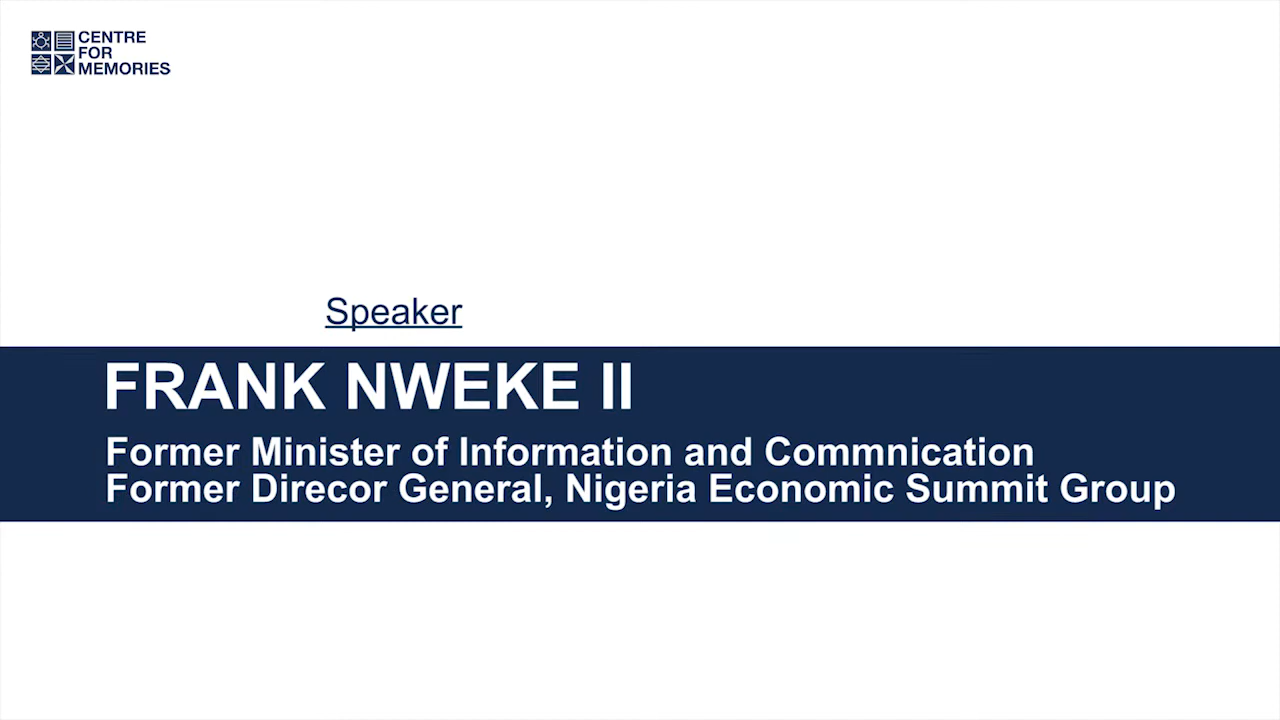 CENTRE
FOR
MEMORIES
Speaker
FRANK NWEKE II
Former Minister of Information and Commnication
Former Direcor General, Nigeria Economic Summit Group